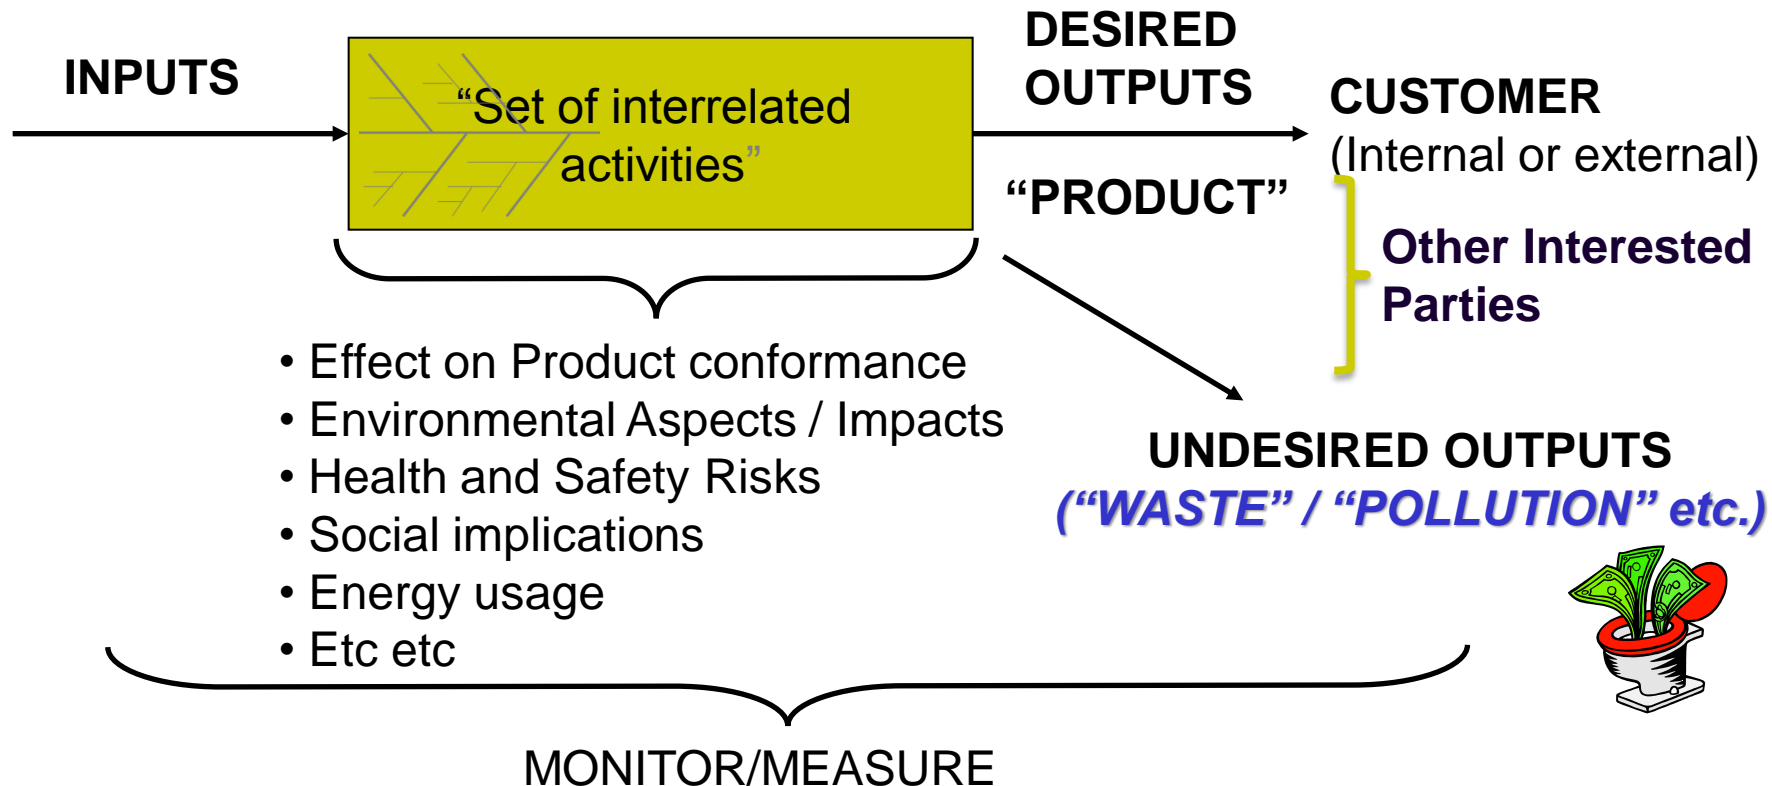 INPUTS
“Set of interrelated
activities”
DESIRED
OUTPUTS
“PRODUCT”
CUSTOMER
(Internal or external)
Other Interested
Parties
• Effect on Product conformance
• Environmental Aspects / Impacts
• Health and Safety Risks
• Social implications
• Energy usage
• Etc etc
UNDESIRED OUTPUTS
(“WASTE” / “POLLUTION” etc.)
MONITOR/MEASURE